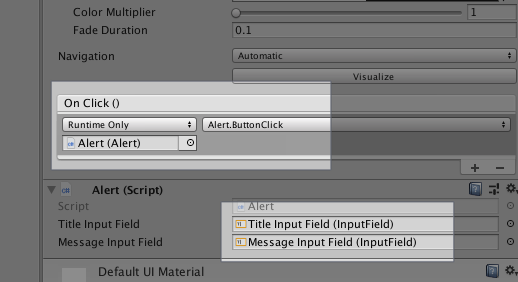 Color Multiplier 1
Fade Duration 0.1
Navigation Automatic
Visualize
On Click ()
Runtime Only Alert.ButtonClick
Alert (Alert)
+ −
Alert (Script)
Script Alert
Title Input Field Title Input Field (InputField)
Message Input Field Message Input Field (InputField)
Default UI Material